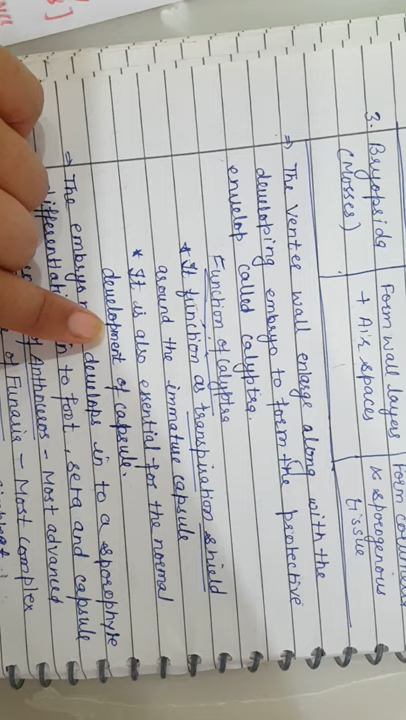 Form columella
3. Bryopsida Form wall layers & sporogenous
(Mosses) + Air spaces tissue
⇒ The venter wall enlarge along with the
developing embryo to form the protective
envelop called calyptra.
Function of calyptra
* It function as transpiration shield
around the immature capsule
* It is also essential for the normal
development of capsule.
⇒ The embryo develops in to a sporophyte
in to foot, seta and capsule
of Anthoceros - Most advanced
of Funaria - Most complex